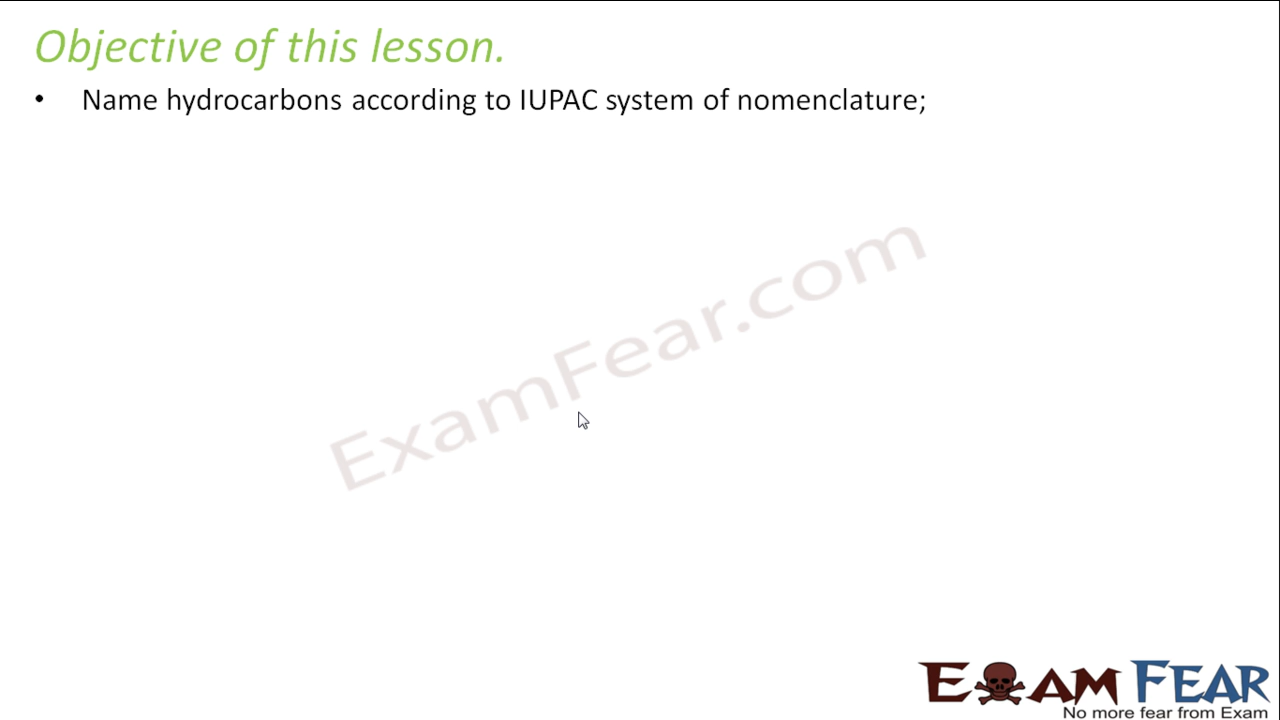 Objective of this lesson.
• Name hydrocarbons according to IUPAC system of nomenclature;
ExamFear.com
EXAM FEAR
No more fear from Exam